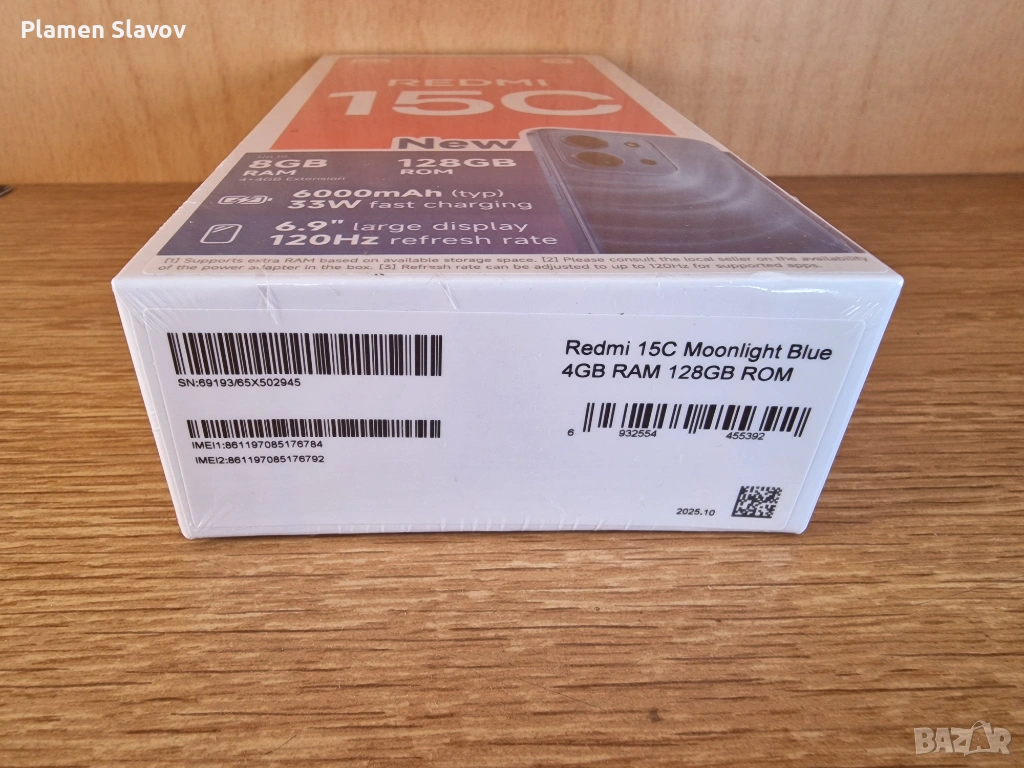 Plamen Slavov
REDMI
15C
New
8GB
RAM
4+4GB Extension
128GB
ROM
6000mAh (typ)
33W fast charging
6.9" large display
120Hz refresh rate
[1] Supports extra RAM based on available storage space. [2] Please consult the local seller on the availability
of the power adapter in the box. [3] Refresh rate can be adjusted to up to 120Hz for supported apps.
SN:69193/65X502945
IMEI1:861197085176784
IMEI2:861197085176792
Redmi 15C Moonlight Blue
4GB RAM 128GB ROM
6 932554 455392
2025.10
BAZAR